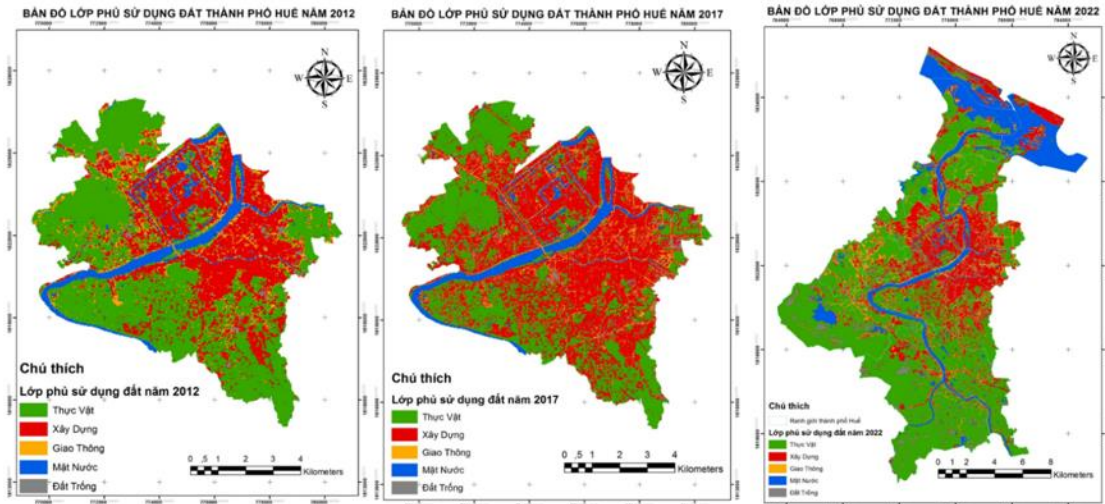 BẢN ĐỒ LỚP PHỦ SỬ DỤNG ĐẤT THÀNH PHỐ HUẾ NĂM 2012
N
W E
S
Chú thích
Lớp phủ sử dụng đất năm 2012
Thực Vật
Xây Dựng
Giao Thông
Mặt Nước
Đất Trống
0 .5 1 2 3 4
Kilometers
BẢN ĐỒ LỚP PHỦ SỬ DỤNG ĐẤT THÀNH PHỐ HUẾ NĂM 2017
N
W E
S
Chú thích
Lớp phủ sử dụng đất năm 2017
Thực Vật
Xây Dựng
Giao Thông
Mặt Nước
Đất Trống
0 .5 1 2 3 4
Kilometers
BẢN ĐỒ LỚP PHỦ SỬ DỤNG ĐẤT THÀNH PHỐ HUẾ NĂM 2022
N
W E
S
Chú thích
Ranh giới thành phố Huế
Lớp phủ sử dụng đất năm 2022
Thực Vật
Xây Dựng
Giao Thông
Mặt Nước
Đất Trống
0 1 2 4 6 8
Kilometers